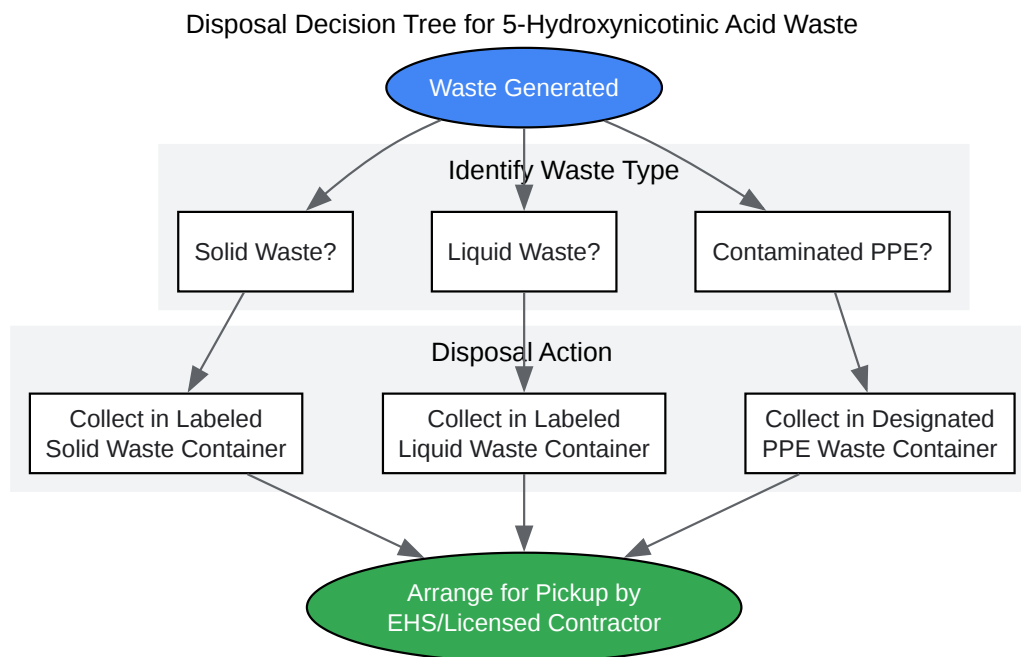 Disposal Decision Tree for 5-Hydroxynicotinic Acid Waste
Waste Generated
Identify Waste Type
Solid Waste?
Liquid Waste?
Contaminated PPE?
Disposal Action
Collect in Labeled
Solid Waste Container
Collect in Labeled
Liquid Waste Container
Collect in Designated
PPE Waste Container
Arrange for Pickup by
EHS/Licensed Contractor